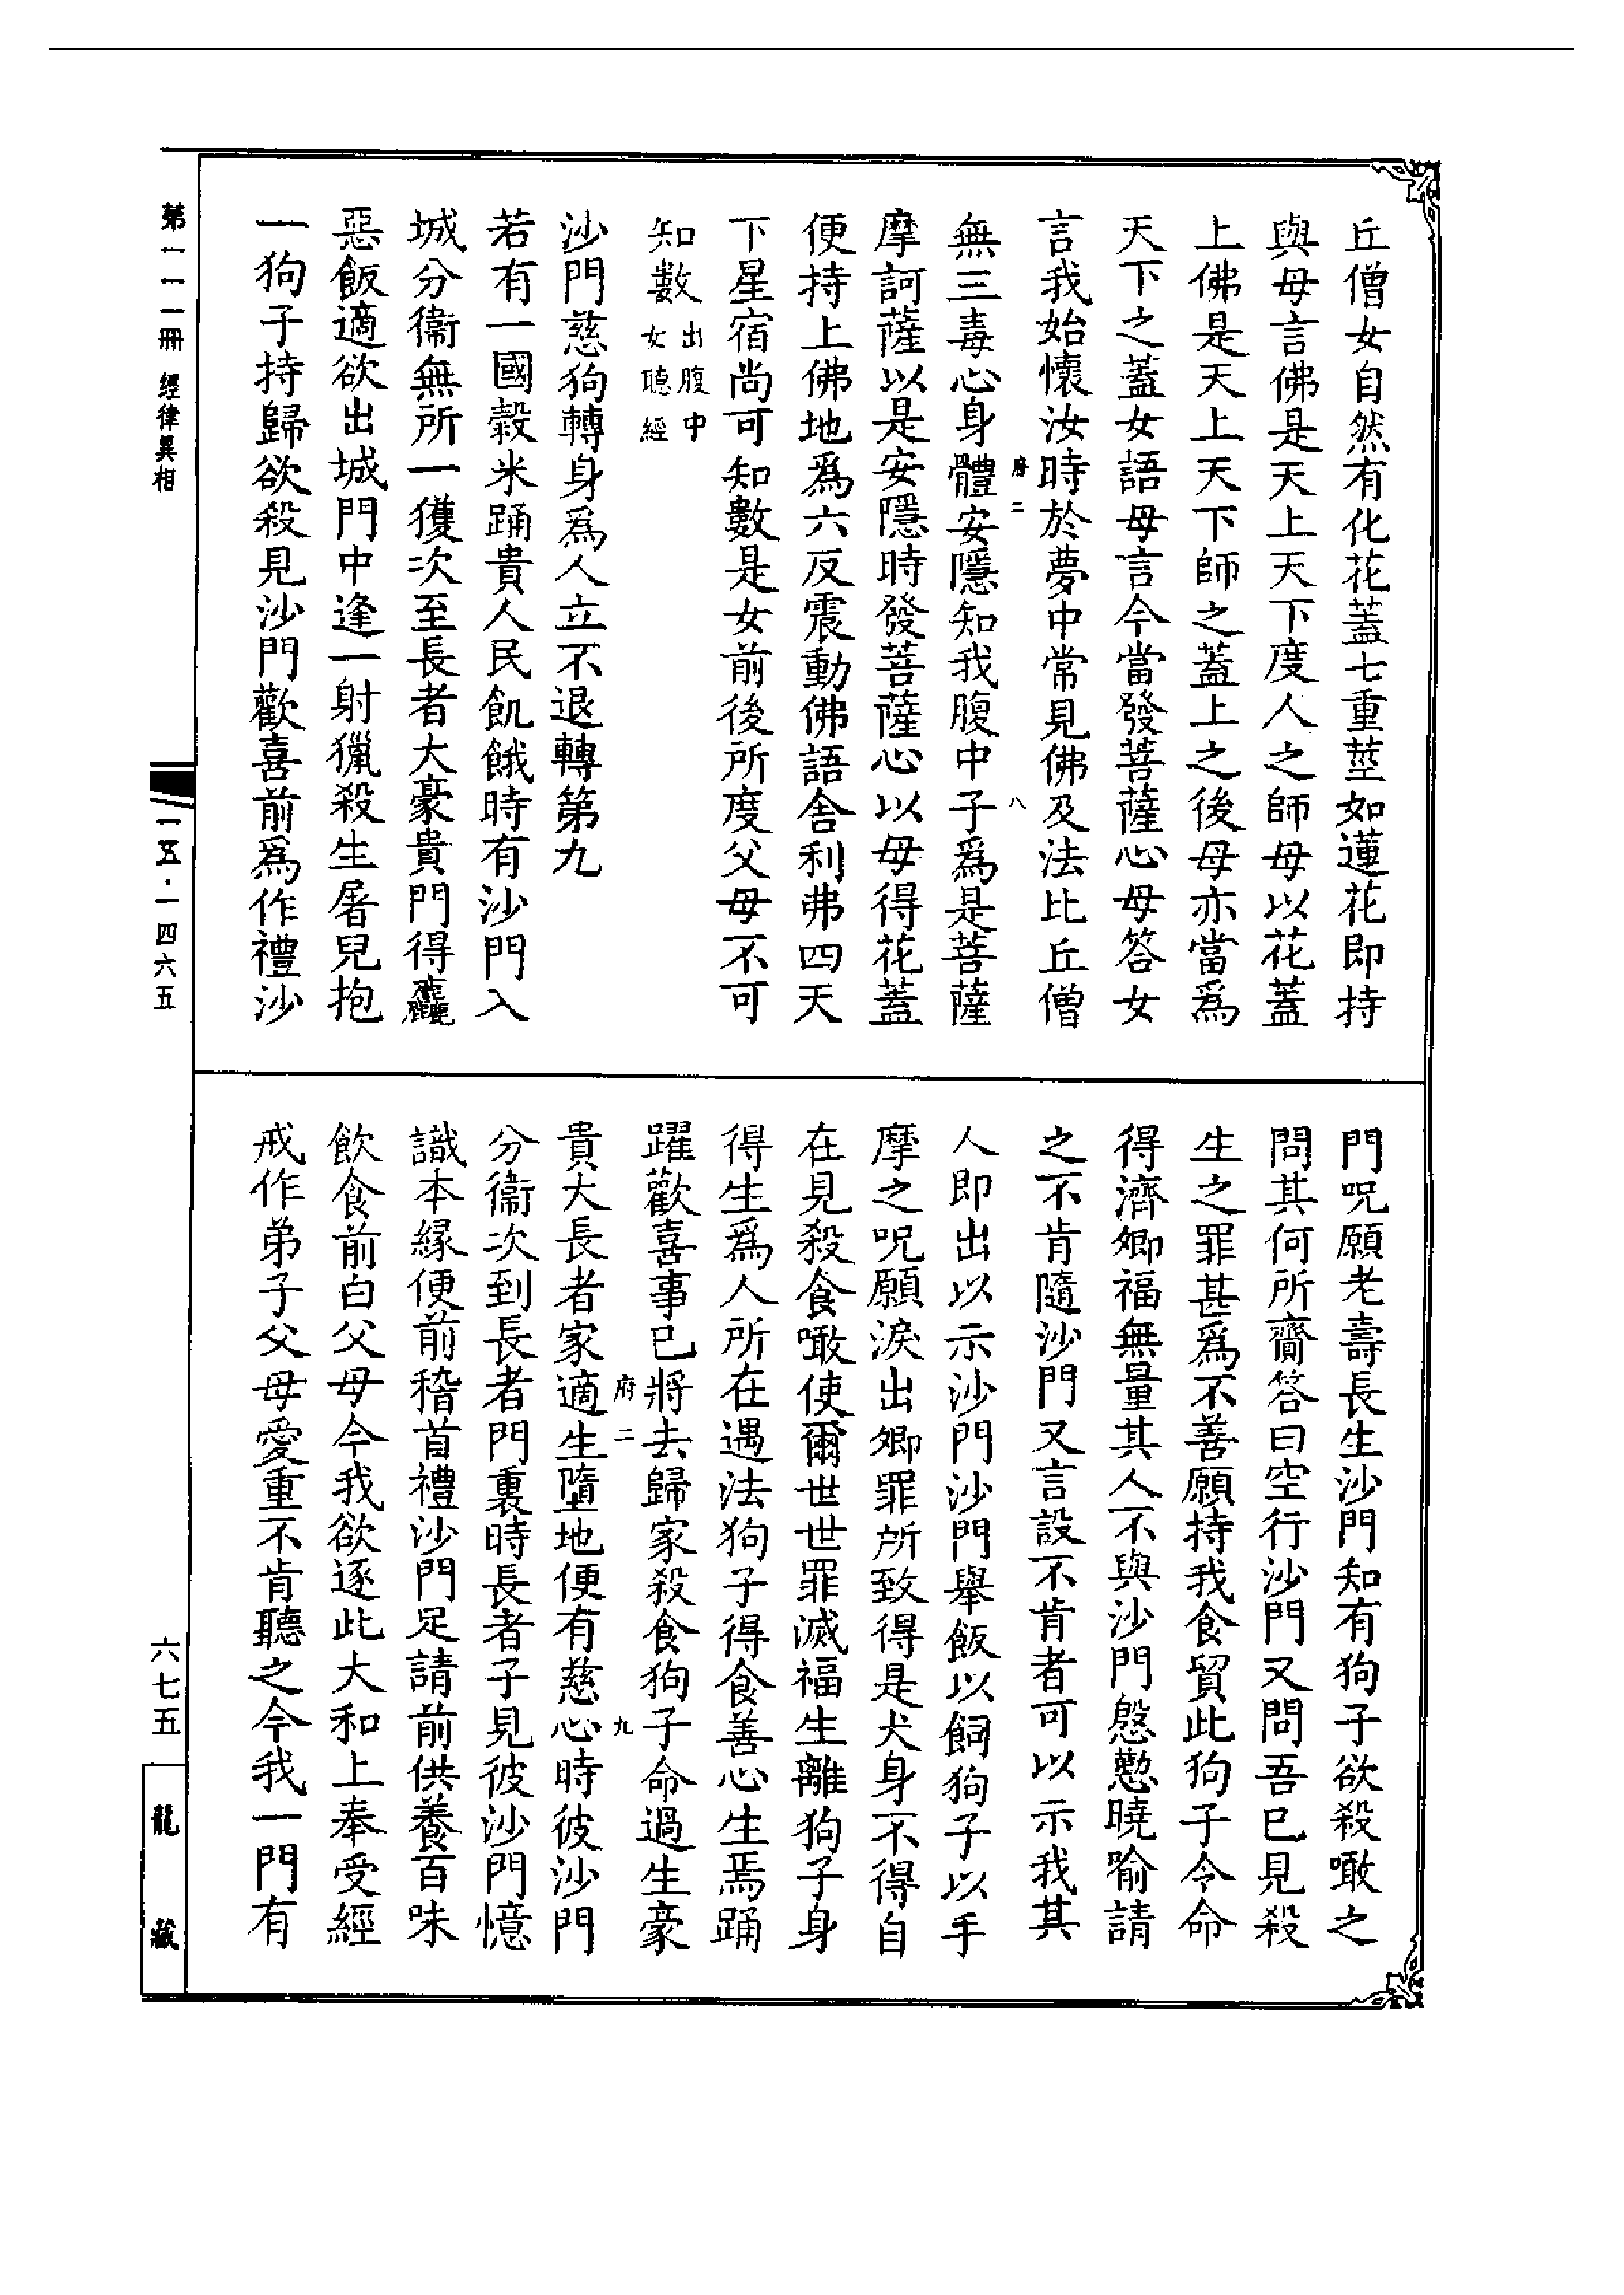 丘僧女自然有化花蓋七重莖如蓮花即持
與母言佛是天上天下度人之師母以花蓋
上佛是天上天下師之蓋上之後母亦當爲
天下之蓋女語母言今當發菩薩心母答女
言我始懷汝時於夢中常見佛及法比丘僧
府二 八
無三毒心身體安隱知我腹中子爲是菩薩
摩訶薩以是安隱時發菩薩心以母得花蓋
便持上佛地爲六反震動佛語舍利弗四天
下星宿尚可知數是女前後所度父母不可
知數出腹中女聽經
沙門慈狗轉身爲人立不退轉第九
若有一國穀米踊貴人民飢餓時有沙門入
城分衞無所一獲次至長者大豪貴門得麤
惡飯適欲出城門中逢一射獵殺生屠兒抱
一狗子持歸欲殺見沙門歡喜前爲作禮沙
門呪願老壽長生沙門知有狗子欲殺噉之
問其何所齎答曰空行沙門又問吾已見殺
生之罪甚爲不善願持我食貿此狗子令命
得濟卿福無量其人不與沙門慇懃曉喻請
之不肯隨沙門又言設不肯者可以示我其
人即出以示沙門沙門舉飯以飼狗子以手
摩之呪願淚出卿罪所致得是犬身不得自
在見殺食噉使爾世世罪滅福生離狗子身
得生爲人所在遇法狗子得食善心生焉踊
躍歡喜事已將去歸家殺食狗子命過生豪
府二 九
貴大長者家適生墮地便有慈心時彼沙門
分衞次到長者門裏時長者子見彼沙門憶
識本緣便前稽首禮沙門足請前供養百味
飲食前白父母今我欲逐此大和上奉受經
戒作弟子父母愛重不肯聽之今我一門有
第一一一冊 經律異相
一五·一四六五
六七五
龍藏